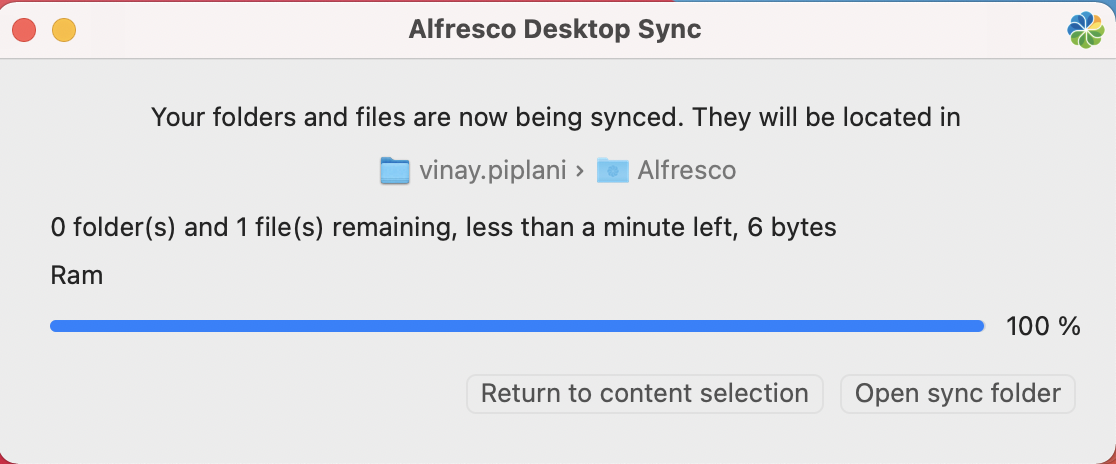 Alfresco Desktop Sync
Your folders and files are now being synced. They will be located in
vinay.piplani › Alfresco
0 folder(s) and 1 file(s) remaining, less than a minute left, 6 bytes
Ram
100 %
Return to content selection Open sync folder